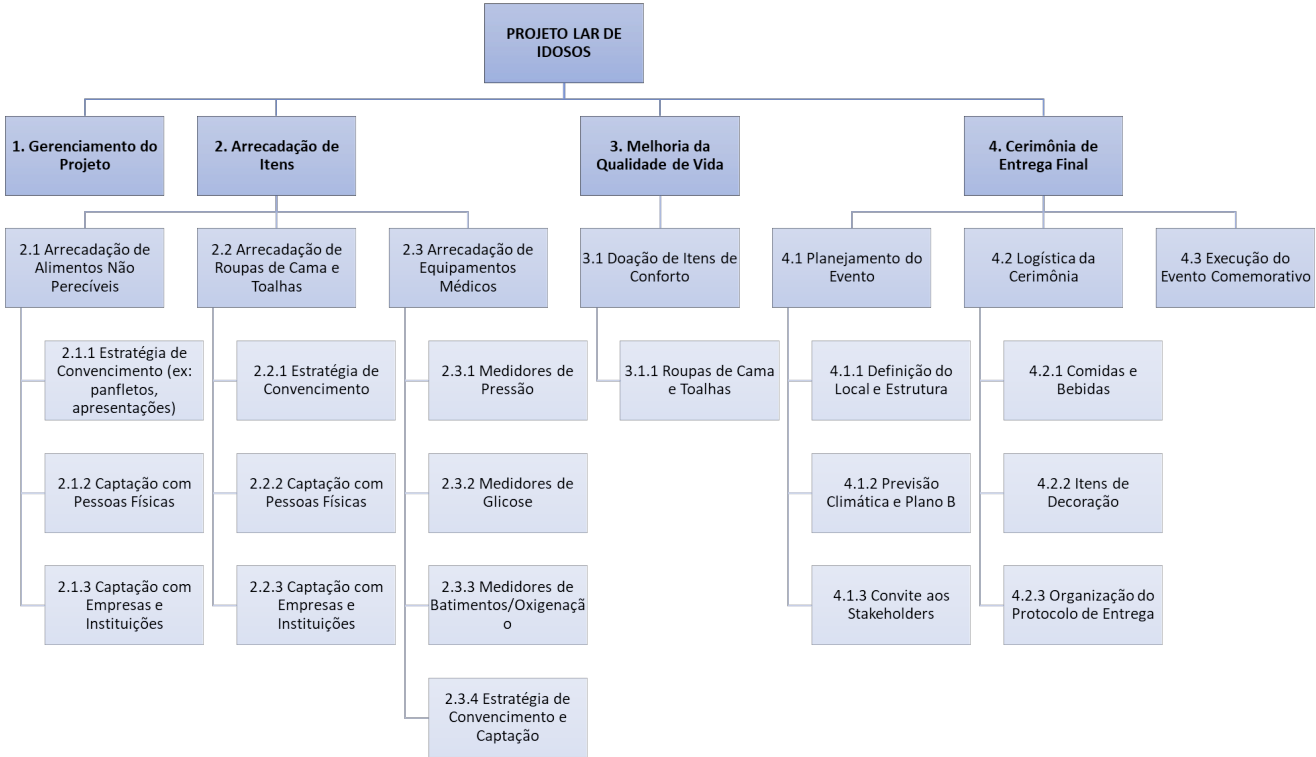 PROJETO LAR DE
IDOSOS
1. Gerenciamento do
Projeto
2. Arrecadação de
Itens
3. Melhoria da
Qualidade de Vida
4. Cerimônia de
Entrega Final
2.1 Arrecadação de
Alimentos Não
Perecíveis
2.2 Arrecadação de
Roupas de Cama e
Toalhas
2.3 Arrecadação de
Equipamentos
Médicos
3.1 Doação de Itens de
Conforto
4.1 Planejamento do
Evento
4.2 Logística da
Cerimônia
4.3 Execução do
Evento Comemorativo
2.1.1 Estratégia de
Convencimento (ex:
panfletos,
apresentações)
2.2.1 Estratégia de
Convencimento
2.3.1 Medidores de
Pressão
3.1.1 Roupas de Cama
e Toalhas
4.1.1 Definição do
Local e Estrutura
4.2.1 Comidas e
Bebidas
2.1.2 Captação com
Pessoas Físicas
2.2.2 Captação com
Pessoas Físicas
2.3.2 Medidores de
Glicose
4.1.2 Previsão
Climática e Plano B
4.2.2 Itens de
Decoração
2.1.3 Captação com
Empresas e
Instituições
2.2.3 Captação com
Empresas e
Instituições
2.3.3 Medidores de
Batimentos/Oxigenaçã
o
4.1.3 Convite aos
Stakeholders
4.2.3 Organização do
Protocolo de Entrega
2.3.4 Estratégia de
Convencimento e
Captação